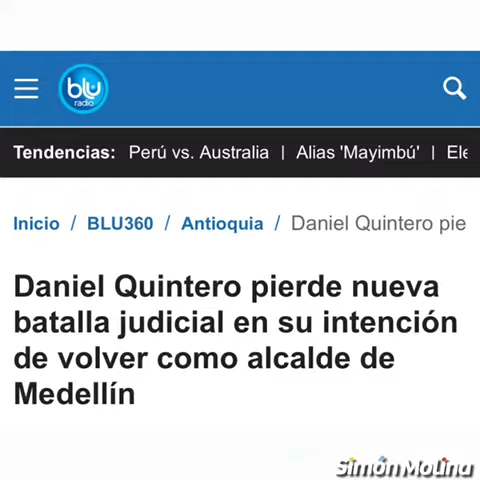 blu
radio
Tendencias: Perú vs. Australia | Alias 'Mayimbú' | Ele
Inicio / BLU360 / Antioquia / Daniel Quintero pie
Daniel Quintero pierde nueva
batalla judicial en su intención
de volver como alcalde de
Medellín
Simón Molina